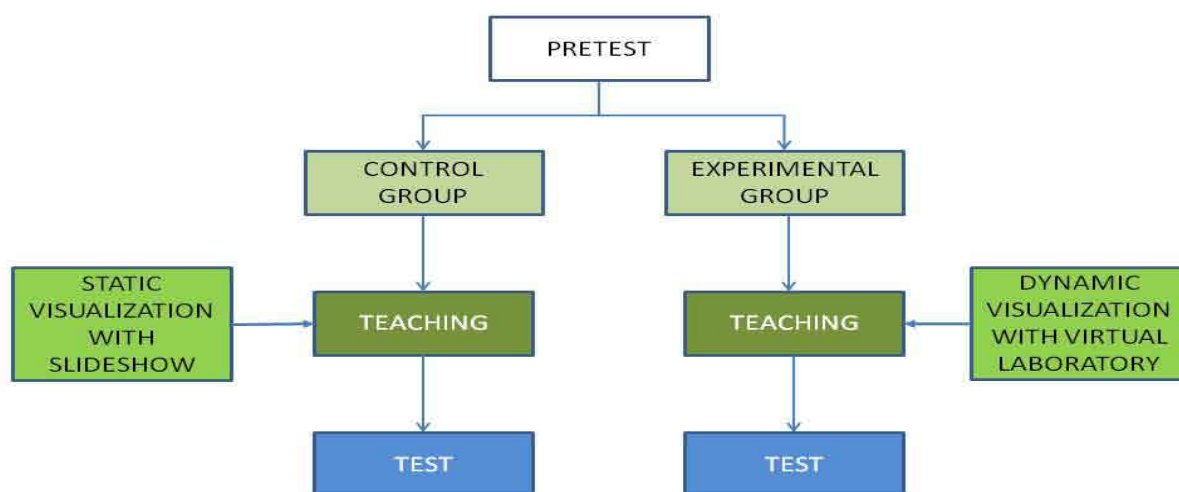 PRETEST
CONTROL
GROUP
EXPERIMENTAL
GROUP
STATIC
VISUALIZATION
WITH
SLIDESHOW
TEACHING
TEACHING
DYNAMIC
VISUALIZATION
WITH VIRTUAL
LABORATORY
TEST
TEST